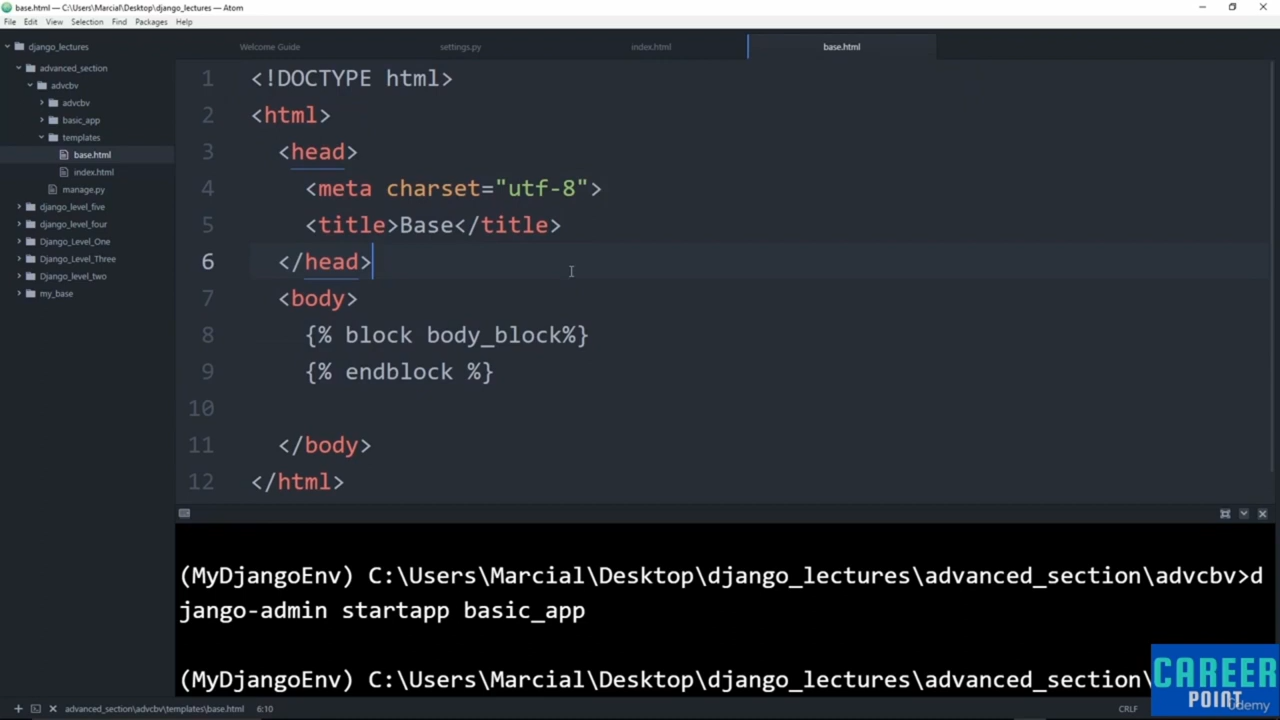 base.html — C:\Users\Marcial\Desktop\django_lectures — Atom
File Edit View Selection Find Packages Help
django_lectures
advanced_section
advcbv
advcbv
basic_app
templates
base.html
index.html
manage.py
django_level_five
django_level_four
Django_Level_One
Django_Level_Three
Django_level_two
my_base
Welcome Guide settings.py index.html base.html
1 <!DOCTYPE html>
2 <html>
3 <head>
4 <meta charset="utf-8">
5 <title>Base</title>
6 </head>
7 <body>
8 {% block body_block%}
9 {% endblock %}
10
11 </body>
12 </html>
(MyDjangoEnv) C:\Users\Marcial\Desktop\django_lectures\advanced_section\advcbv>d
jango-admin startapp basic_app
(MyDjangoEnv) C:\Users\Marcial\Desktop\django_lectures\advanced_section\
CAREER
POINT
Udemy
advanced_section\advcbv\templates\base.html 6:10 CRLF